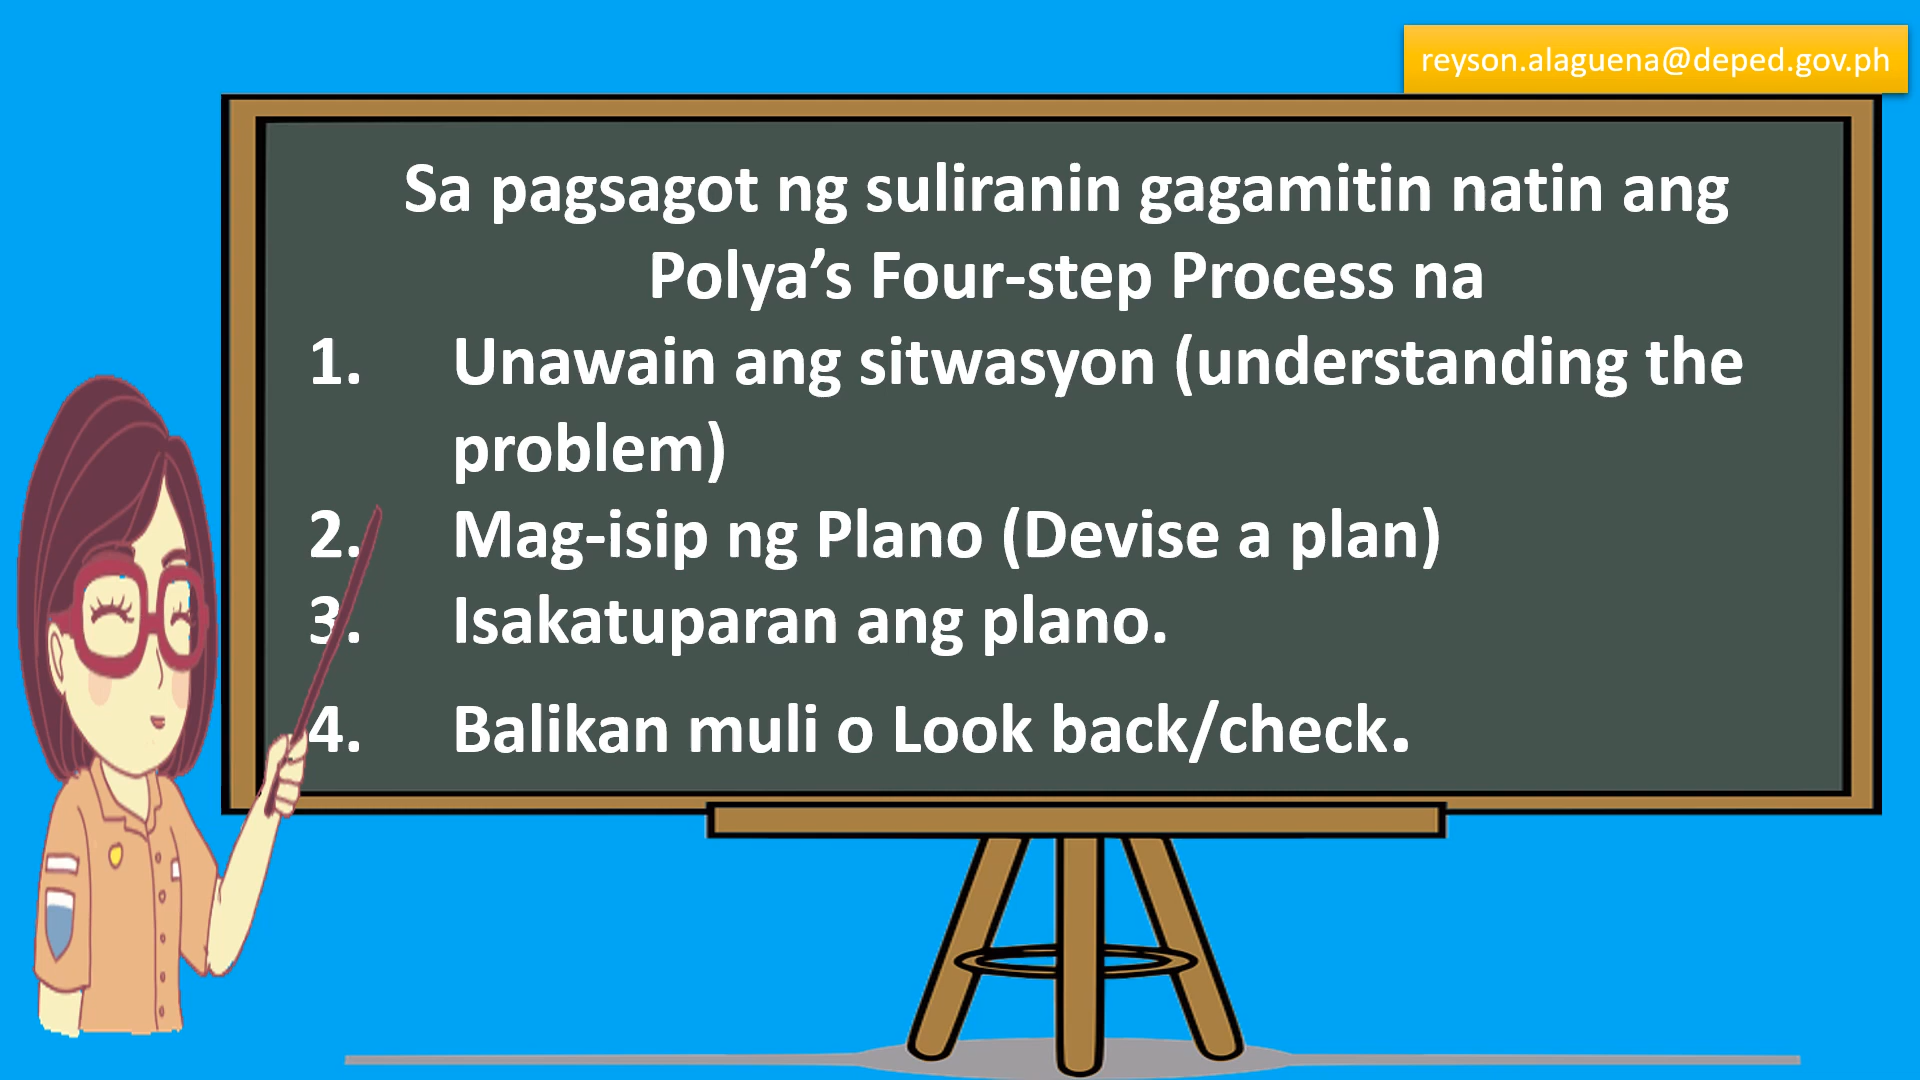 reyson.alaguena@deped.gov.ph
Sa pagsagot ng suliranin gagamitin natin ang
Polya’s Four-step Process na
1. Unawain ang sitwasyon (understanding the
problem)
2. Mag-isip ng Plano (Devise a plan)
3. Isakatuparan ang plano.
4. Balikan muli o Look back/check.